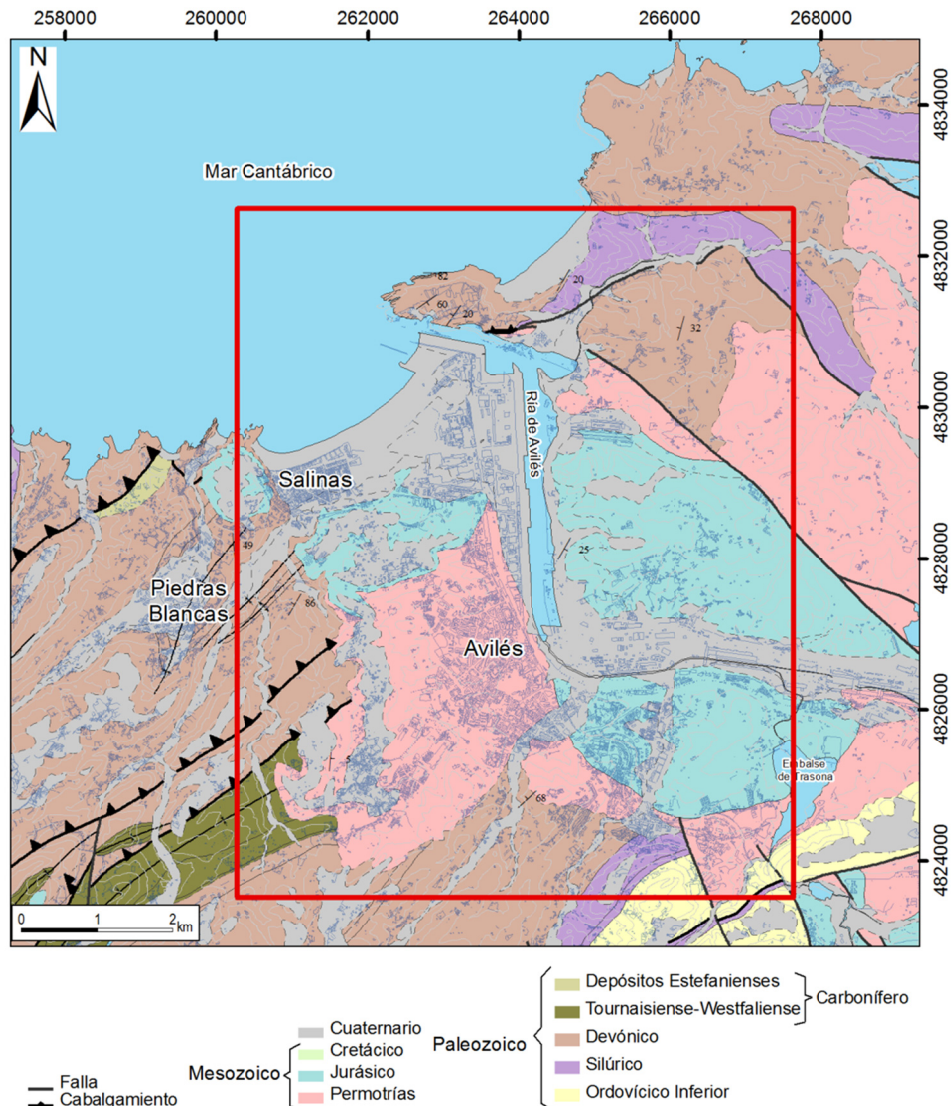 258000 260000 262000 264000 266000 268000
N
4834000
Mar Cantábrico
4832000
82
20
60
20
32
4830000
Ría de Avilés
Salinas
25
49
4828000
Piedras
Blancas
86
Avilés
4826000
5
Embalse
de Trasona
68
4824000
0 1 2
km
Depósitos Estefanienses
Tournaisiense-Westfaliense
Carbonífero
Cuaternario
Paleozoico
Devónico
Cretácico
Mesozoico
Jurásico
Silúrico
Falla
Cabalgamiento
Permotrías
Ordovícico Inferior